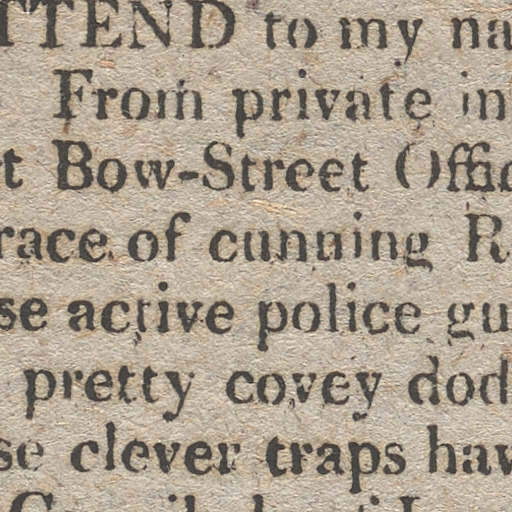 TTEND to my na
From private in
t Bow-Street Offic
race of cunning R
se active police gu
pretty covey dod
se clever traps hav